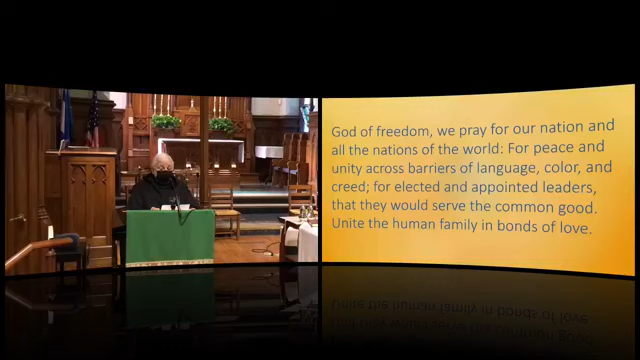 God of freedom, we pray for our nation and
all the nations of the world: For peace and
unity across barriers of language, color, and
creed; for elected and appointed leaders,
that they would serve the common good.
Unite the human family in bonds of love.